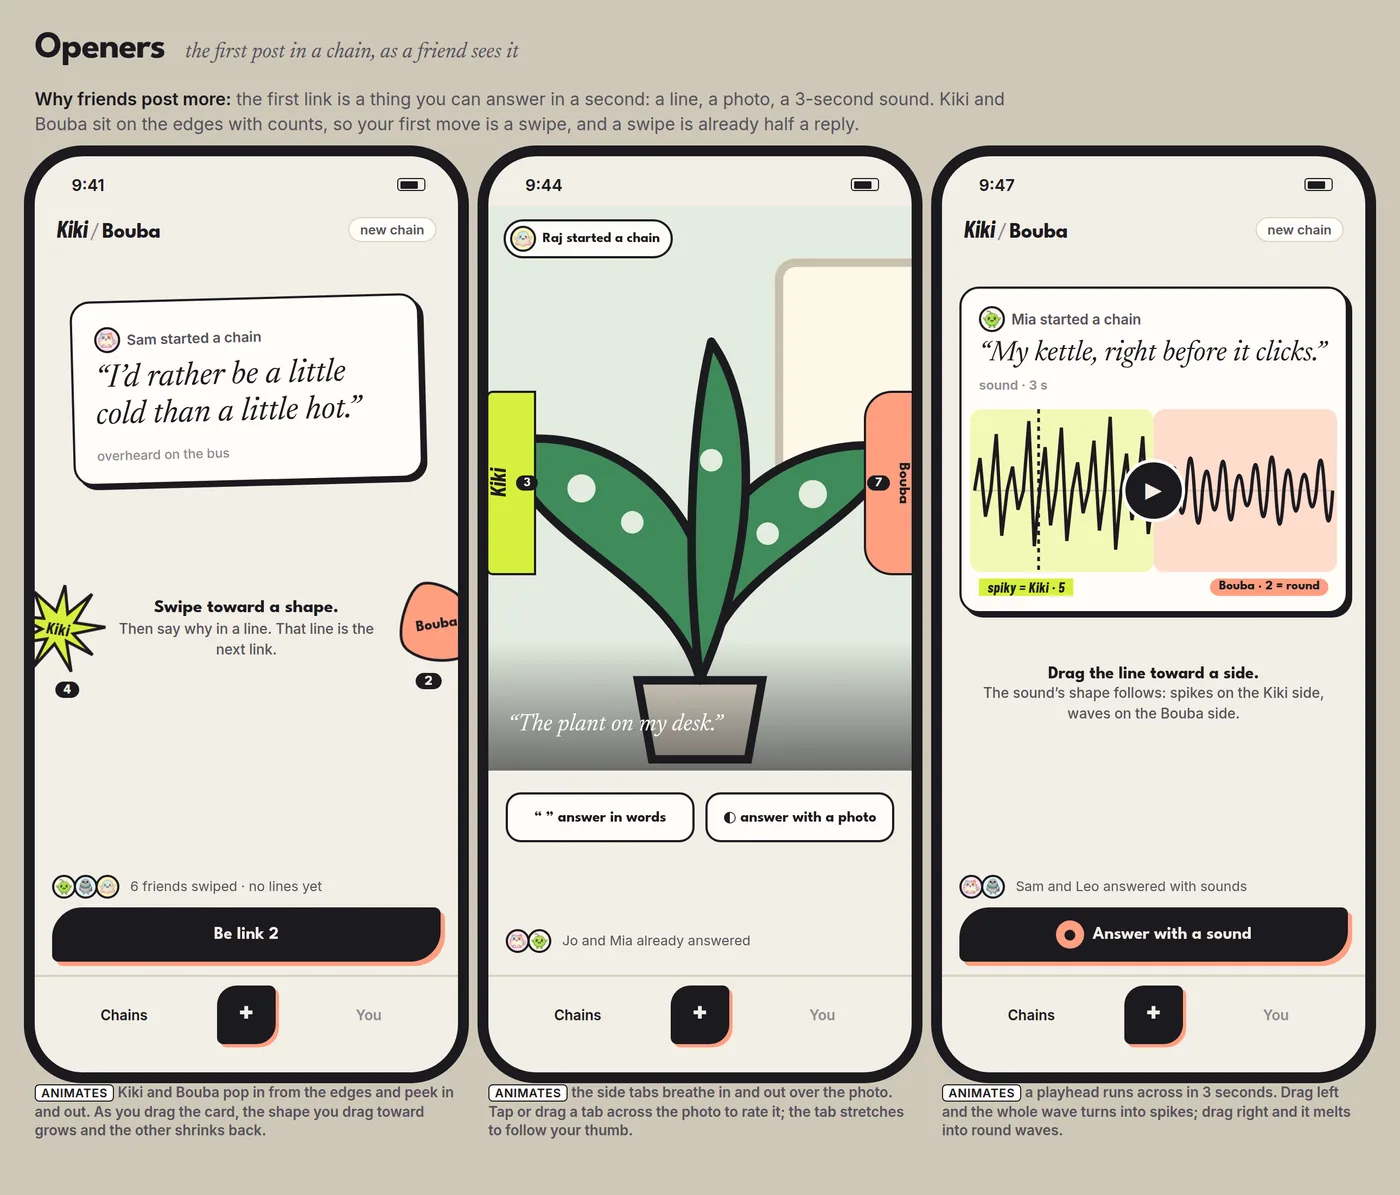 Openers the first post in a chain, as a friend sees it
Why friends post more: the first link is a thing you can answer in a second: a line, a photo, a 3-second sound. Kiki and
Bouba sit on the edges with counts, so your first move is a swipe, and a swipe is already half a reply.
9:41
Kiki / Bouba
new chain
Sam started a chain
“I’d rather be a little
cold than a little hot.”
overheard on the bus
Kiki
4
Swipe toward a shape.
Then say why in a line. That line is the
next link.
Bouba
2
6 friends swiped · no lines yet
Be link 2
Chains
+
You
ANIMATES Kiki and Bouba pop in from the edges and peek in
and out. As you drag the card, the shape you drag toward
grows and the other shrinks back.
9:44
Raj started a chain
Kiki
3
7
Bouba
“The plant on my desk.”
“ ” answer in words
answer with a photo
Jo and Mia already answered
Chains
+
You
ANIMATES the side tabs breathe in and out over the photo.
Tap or drag a tab across the photo to rate it; the tab stretches
to follow your thumb.
9:47
Kiki / Bouba
new chain
Mia started a chain
“My kettle, right before it clicks.”
sound · 3 s
spiky = Kiki · 5
Bouba · 2 = round
Drag the line toward a side.
The sound’s shape follows: spikes on the Kiki side,
waves on the Bouba side.
Sam and Leo answered with sounds
Answer with a sound
Chains
+
You
ANIMATES a playhead runs across in 3 seconds. Drag left
and the whole wave turns into spikes; drag right and it melts
into round waves.